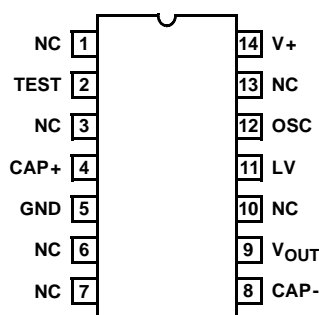 NC 1 14 V+
TEST 2 13 NC
NC 3 12 OSC
CAP+ 4 11 LV
GND 5 10 NC
NC 6 9 VOUT
NC 7 8 CAP-